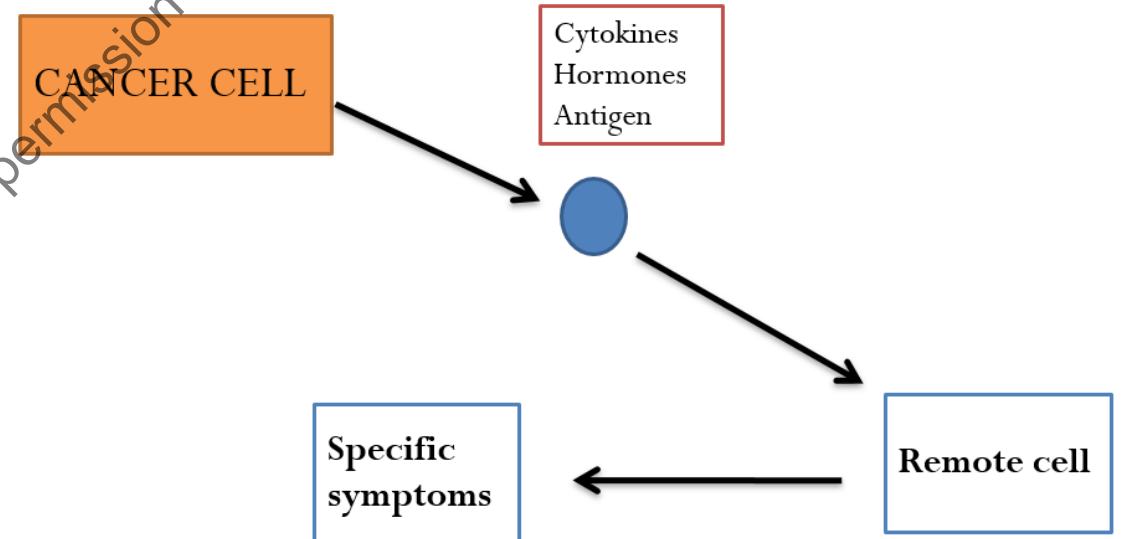 permission
CANCER CELL
Cytokines
Hormones
Antigen
Specific
symptoms
Remote cell